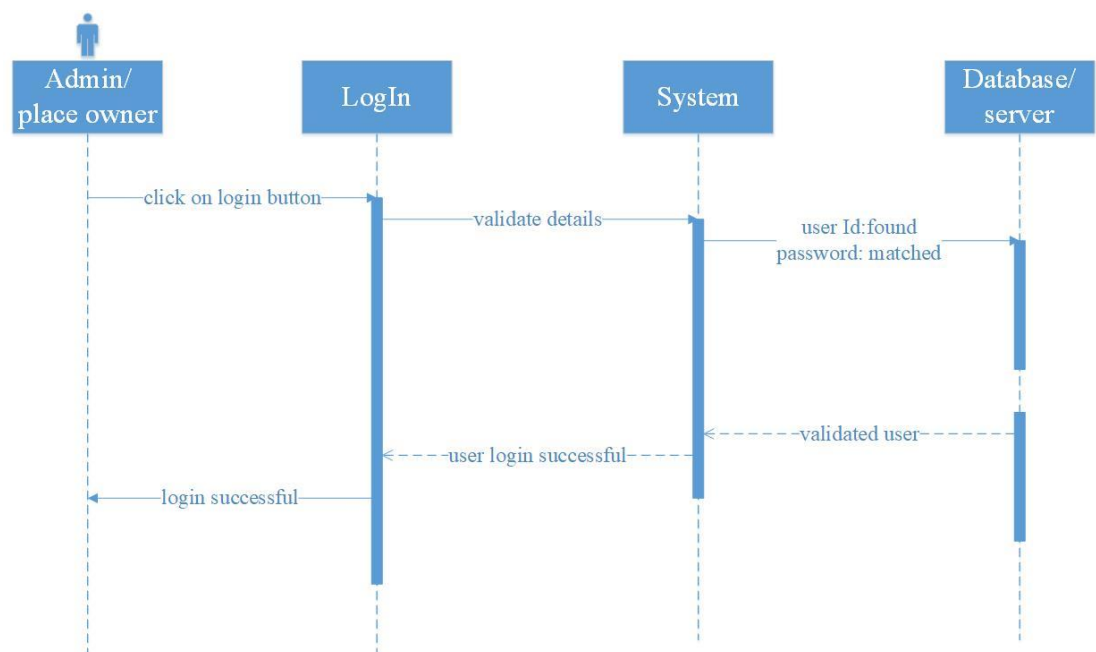 Admin/
place owner
LogIn
System
Database/
server
click on login button
validate details
user Id:found
password: matched
validated user
user login successful
login successful